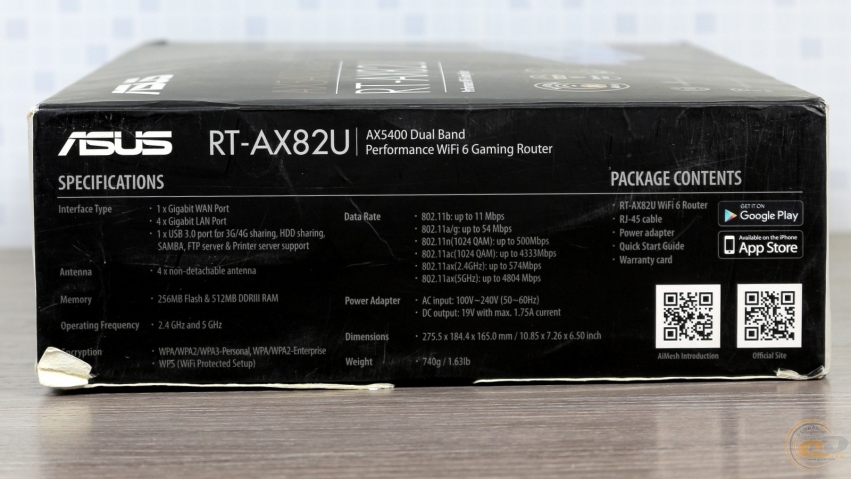 ASUS
RT-AX82U
ASUS
RT-AX82U
AX5400 Dual Band
Performance WiFi 6 Gaming Router
SPECIFICATIONS
Interface Type
· 1 x Gigabit WAN Port
· 4 x Gigabit LAN Port
· 1 x USB 3.0 port for 3G/4G sharing, HDD sharing,
SAMBA, FTP server & Printer server support
Antenna
· 4 x non-detachable antenna
Memory
· 256MB Flash & 512MB DDRIII RAM
Operating Frequency
· 2.4 GHz and 5 GHz
cryption
· WPA/WPA2/WPA3-Personal, WPA/WPA2-Enterprise
· WPS (WiFi Protected Setup)
Data Rate
· 802.11b: up to 11 Mbps
· 802.11a/g: up to 54 Mbps
· 802.11n(1024 QAM): up to 500Mbps
· 802.11ac(1024 QAM): up to 4333Mbps
· 802.11ax(2.4GHz): up to 574Mbps
· 802.11ax(5GHz): up to 4804 Mbps
Power Adapter
· AC input: 100V~240V (50~60Hz)
· DC output: 19V with max. 1.75A current
Dimensions
· 275.5 x 184.4 x 165.0 mm / 10.85 x 7.26 x 6.50 inch
Weight
· 740g / 1.63lb
PACKAGE CONTENTS
· RT-AX82U WiFi 6 Router
· RJ-45 cable
· Power adapter
· Quick Start Guide
· Warranty card
GET IT ON
Google Play
Available on the iPhone
App Store
AiMesh Introduction
Official Site